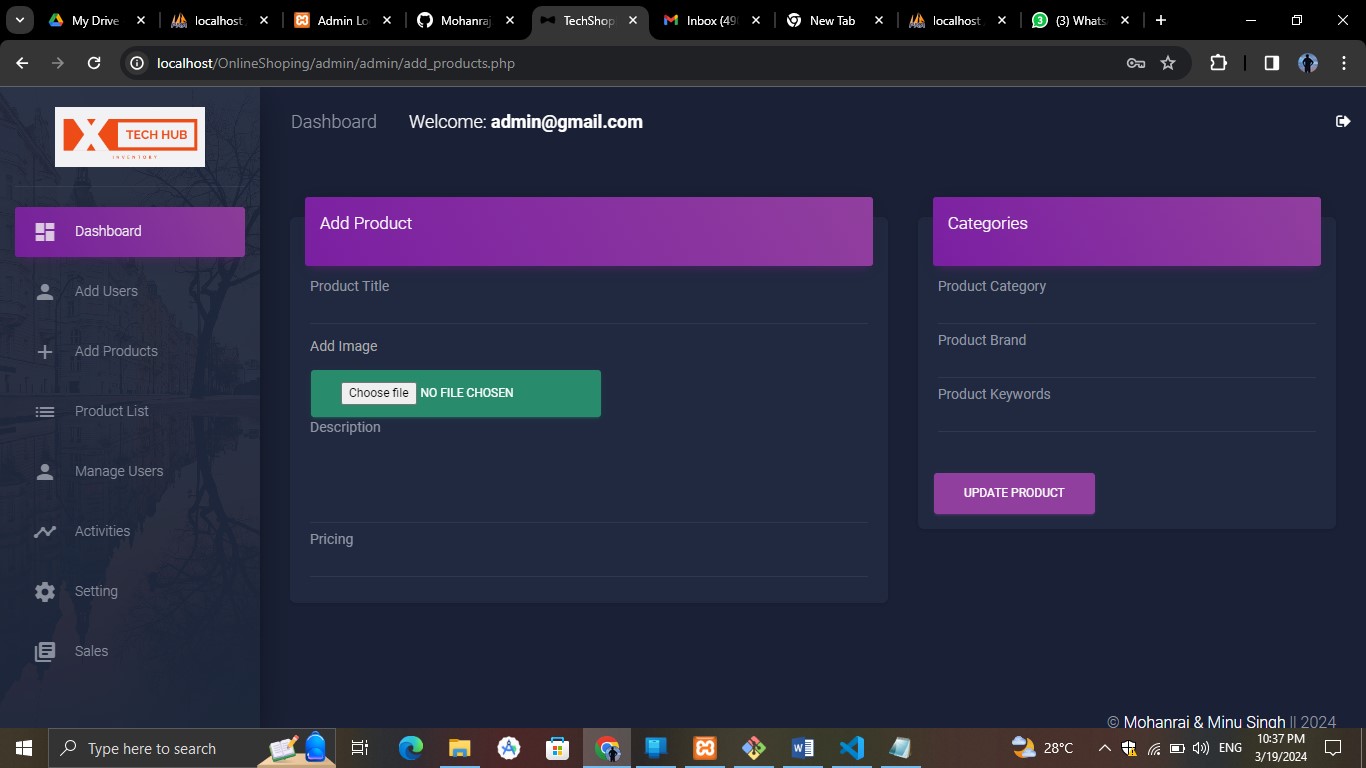 My Drive
localhost
Admin Lo
Mohanraj
TechShop
Inbox (49
New Tab
localhost
3
(3) Whats
localhost/OnlineShoping/admin/admin/add_products.php
X TECH HUB
INVENTORY
Dashboard
Welcome: admin@gmail.com
Dashboard
Add Users
Add Products
Product List
Manage Users
Activities
Setting
Sales
Add Product
Product Title
Add Image
Choose file NO FILE CHOSEN
Description
Pricing
Categories
Product Category
Product Brand
Product Keywords
UPDATE PRODUCT
© Mohanrai & Minu Singh || 2024
Type here to search
28°C
ENG
10:37 PM
3/19/2024